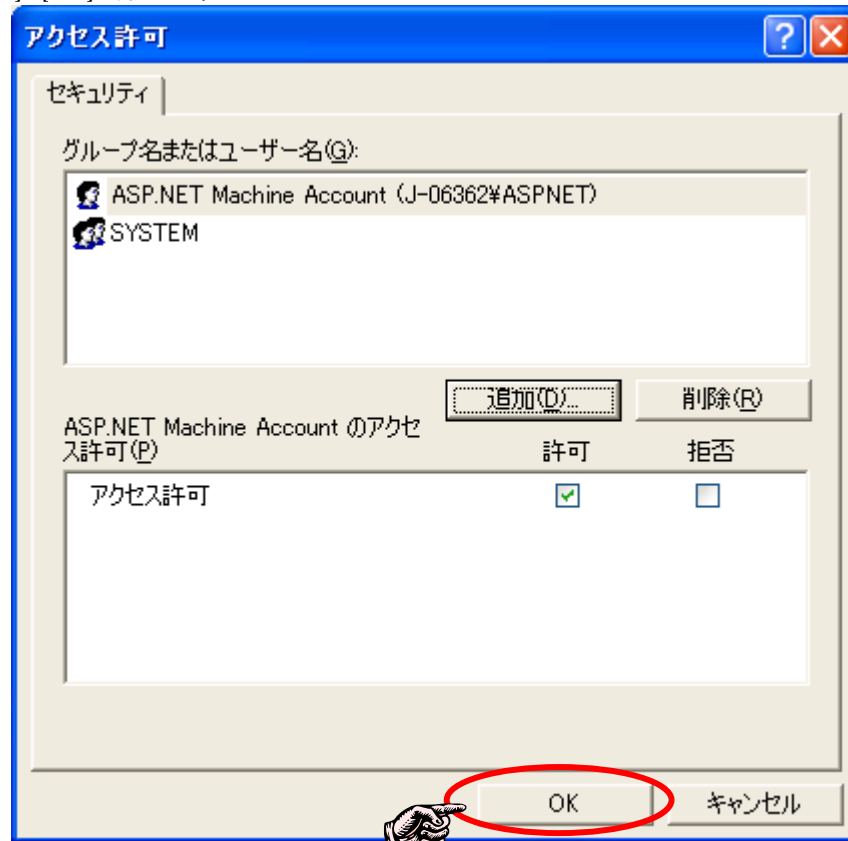 アクセス許可
セキュリティ
グループ名またはユーザー名(G):
ASP.NET Machine Account (J-06362¥ASPNET)
SYSTEM
追加(D)... 削除(R)
ASP.NET Machine Account のアクセ
ス許可(P) 許可 拒否
アクセス許可
OK キャンセル